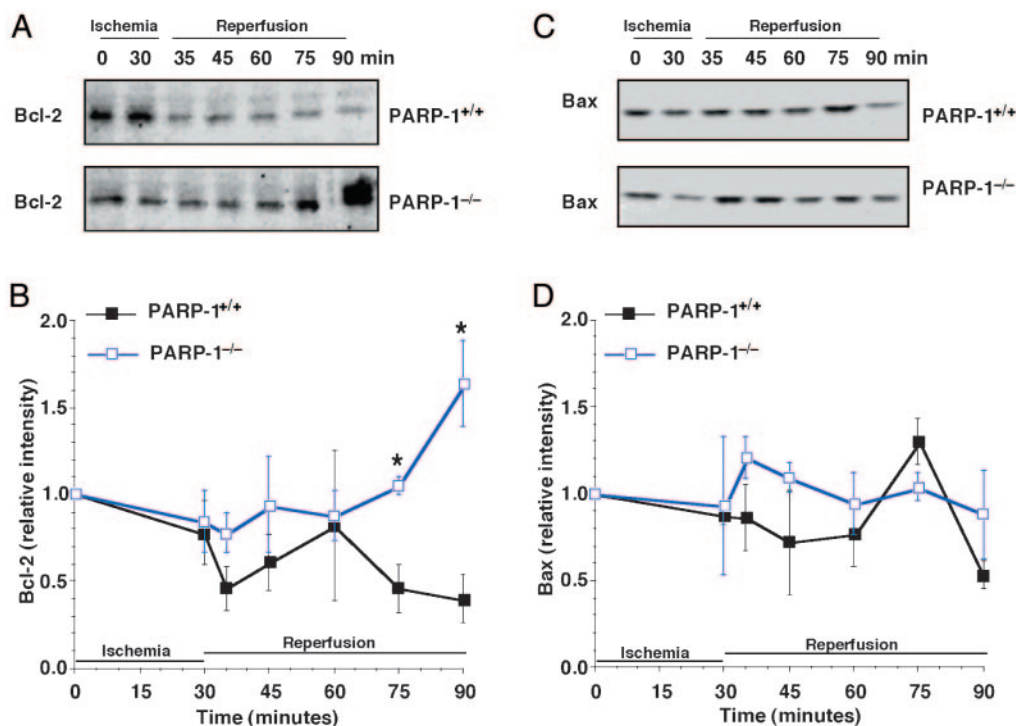 A
Ischemia Reperfusion
0 30 35 45 60 75 90 min
Bcl-2 PARP-1+/+
Bcl-2 PARP-1−/−
C
Ischemia Reperfusion
0 30 35 45 60 75 90 min
Bax PARP-1+/+
Bax PARP-1−/−
B
PARP-1+/+
PARP-1−/−
2.0
1.5
1.0
0.5
0.0
Bcl-2 (relative intensity)
* *
Ischemia Reperfusion
0 15 30 45 60 75 90
Time (minutes)
D
PARP-1+/+
PARP-1−/−
2.0
1.5
1.0
0.5
0.0
Bax (relative intensity)
Ischemia Reperfusion
0 15 30 45 60 75 90
Time (minutes)